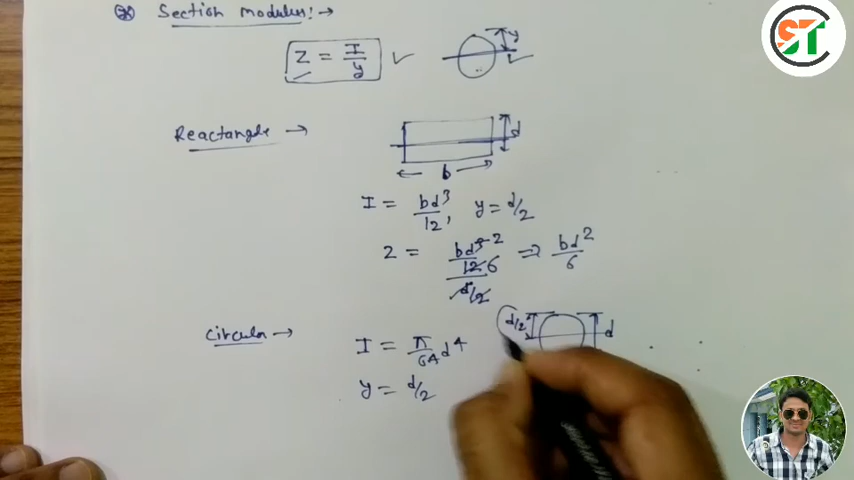 Section modulus:→
Z = I/y ✓ y ✓
Reactangle → d
b
I = bd³/12, y = d/2
Z = bd³/12 / d/2 6 2 ⇒ bd²/6
Circular → d/2 d
I = π/64 d⁴
y = d/2
ST